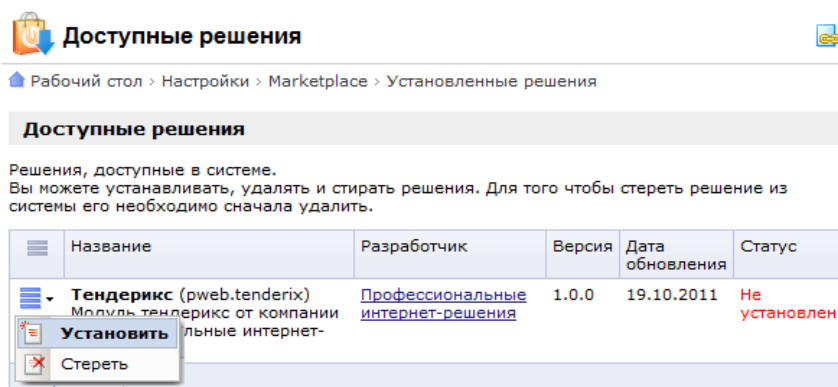 Доступные решения
Рабочий стол › Настройки › Marketplace › Установленные решения
Доступные решения
Решения, доступные в системе.
Вы можете устанавливать, удалять и стирать решения. Для того чтобы стереть решение из
системы его необходимо сначала удалить.
Название Разработчик Версия Дата обновления Статус
Тендерикс (pweb.tenderix) Профессиональные интернет-решения 1.0.0 19.10.2011 Не установлен
Модуль тендерикс от компании
льные интернет-
Установить
Стереть